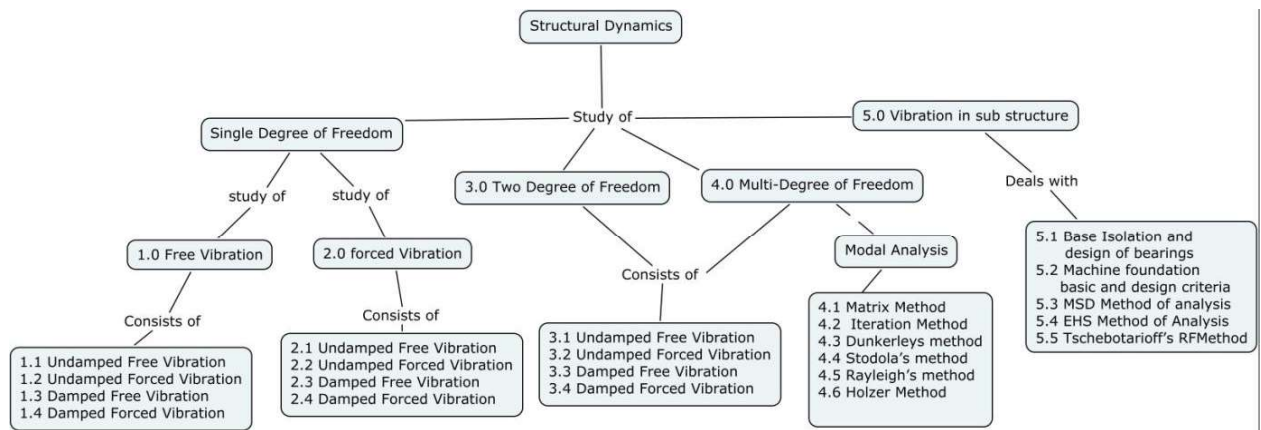 Structural Dynamics
Study of
Single Degree of Freedom
5.0 Vibration in sub structure
study of
study of
3.0 Two Degree of Freedom
4.0 Multi-Degree of Freedom
Deals with
1.0 Free Vibration
2.0 forced Vibration
Consists of
Modal Analysis
5.1 Base Isolation and
design of bearings
5.2 Machine foundation
basic and design criteria
5.3 MSD Method of analysis
5.4 EHS Method of Analysis
5.5 Tschebotarioff's RFMethod
Consists of
Consists of
1.1 Undamped Free Vibration
1.2 Undamped Forced Vibration
1.3 Damped Free Vibration
1.4 Damped Forced Vibration
2.1 Undamped Free Vibration
2.2 Undamped Forced Vibration
2.3 Damped Free Vibration
2.4 Damped Forced Vibration
3.1 Undamped Free Vibration
3.2 Undamped Forced Vibration
3.3 Damped Free Vibration
3.4 Damped Forced Vibration
4.1 Matrix Method
4.2 Iteration Method
4.3 Dunkerleys method
4.4 Stodola's method
4.5 Rayleigh's method
4.6 Holzer Method